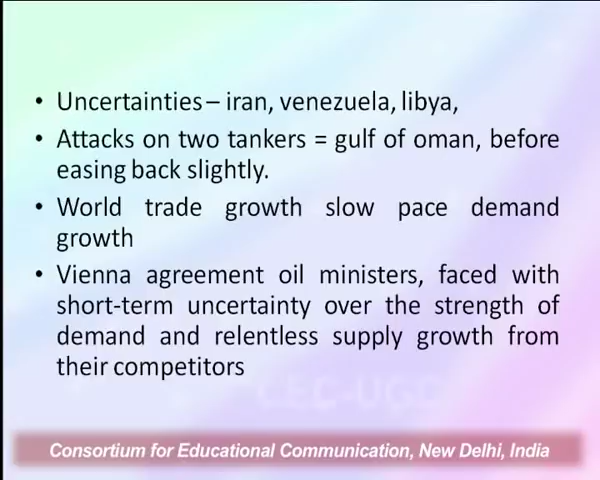 • Uncertainties – iran, venezuela, libya,
• Attacks on two tankers = gulf of oman, before
easing back slightly.
• World trade growth slow pace demand
growth
• Vienna agreement oil ministers, faced with
short-term uncertainty over the strength of
demand and relentless supply growth from
their competitors
CEC-UGC
Consortium for Educational Communication, New Delhi, India